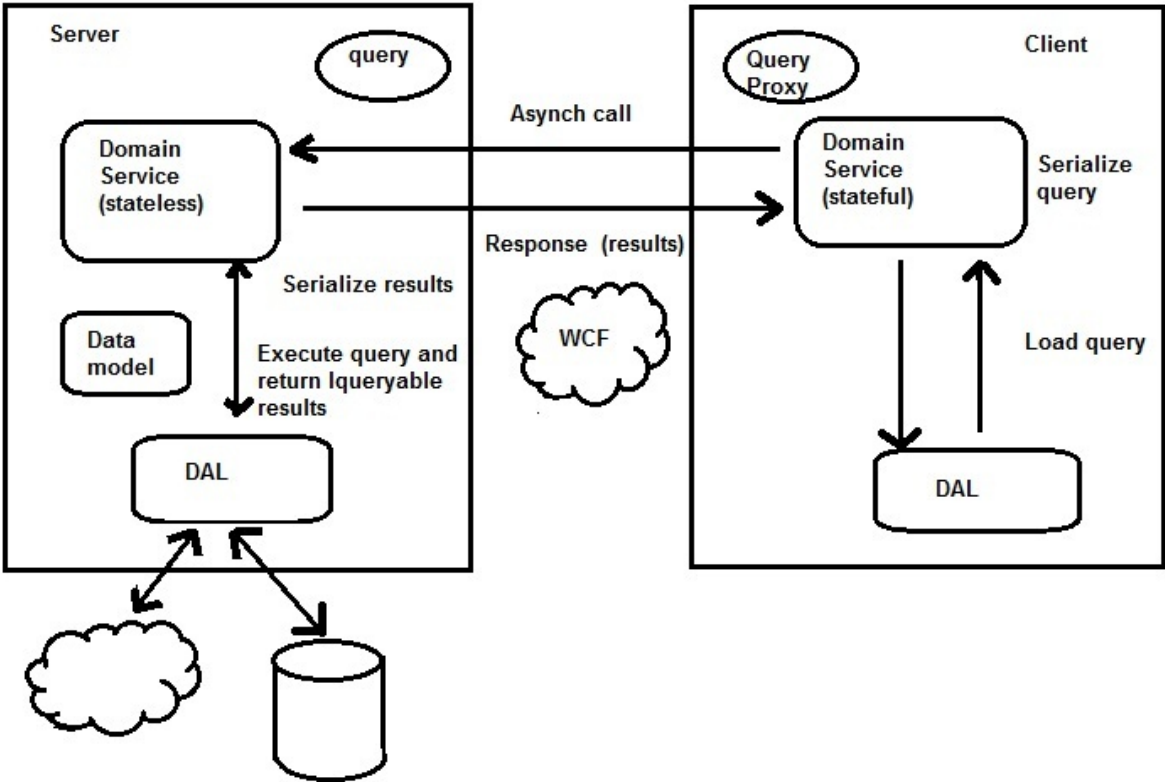 Server
query
Query
Proxy
Client
Asynch call
Domain
Service
(stateless)
Domain
Service
(stateful)
Serialize
query
Response (results)
Serialize results
WCF
Data
model
Execute query and
return Iqueryable
results
Load query
DAL
DAL